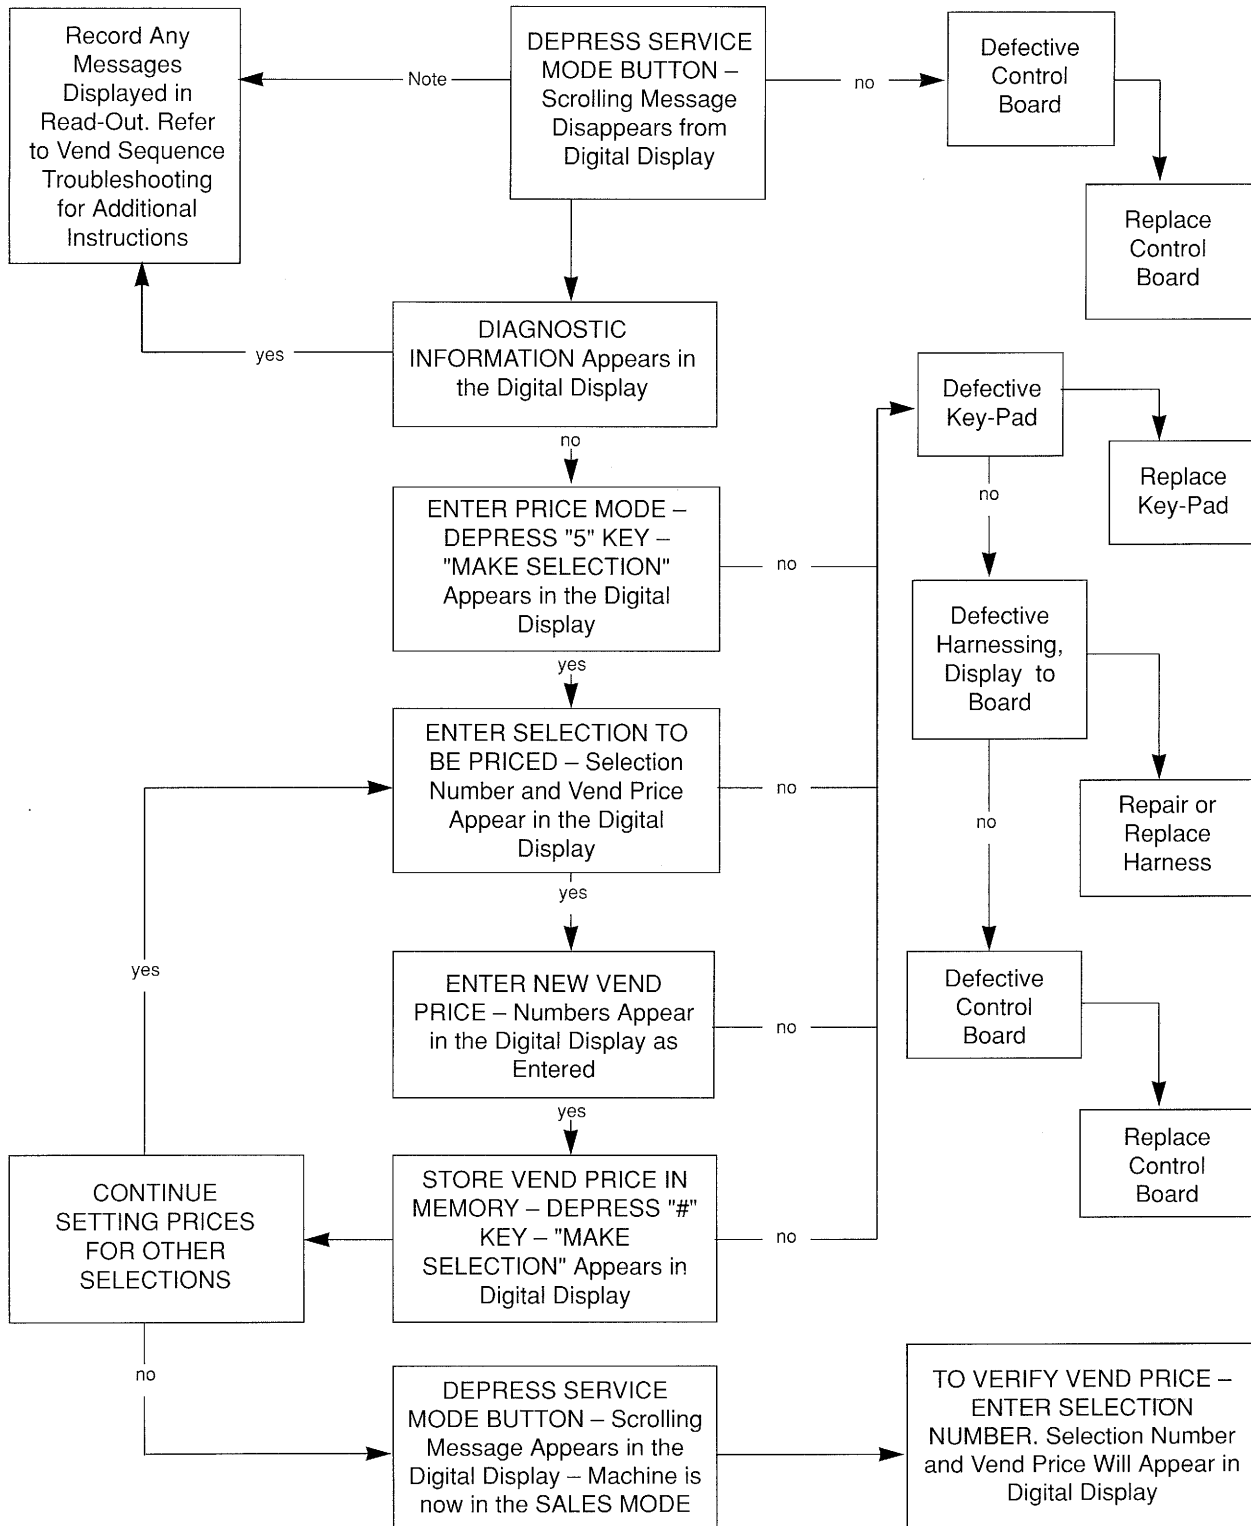 Record Any
Messages
Displayed in
Read-Out. Refer
to Vend Sequence
Troubleshooting
for Additional
Instructions
Note
DEPRESS SERVICE
MODE BUTTON –
Scrolling Message
Disappears from
Digital Display
no
Defective
Control
Board
Replace
Control
Board
yes
DIAGNOSTIC
INFORMATION Appears in
the Digital Display
no
ENTER PRICE MODE –
DEPRESS "5" KEY –
"MAKE SELECTION"
Appears in the Digital
Display
no
Defective
Key-Pad
Replace
Key-Pad
no
yes
Defective
Harnessing,
Display to
Board
Repair or
Replace
Harness
no
ENTER SELECTION TO
BE PRICED – Selection
Number and Vend Price
Appear in the Digital
Display
no
yes
yes
ENTER NEW VEND
PRICE – Numbers Appear
in the Digital Display as
Entered
no
Defective
Control
Board
Replace
Control
Board
yes
CONTINUE
SETTING PRICES
FOR OTHER
SELECTIONS
STORE VEND PRICE IN
MEMORY – DEPRESS "#"
KEY – "MAKE
SELECTION" Appears in
Digital Display
no
no
DEPRESS SERVICE
MODE BUTTON – Scrolling
Message Appears in the
Digital Display – Machine is
now in the SALES MODE
TO VERIFY VEND PRICE –
ENTER SELECTION
NUMBER. Selection Number
and Vend Price Will Appear in
Digital Display